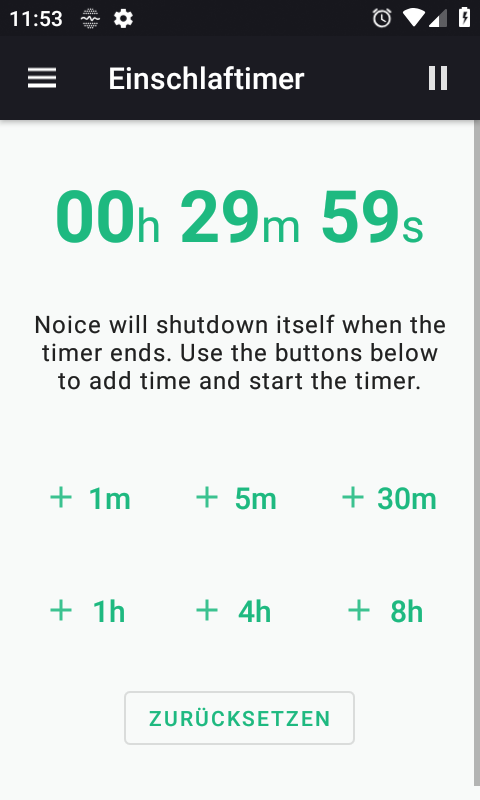 11:53
Einschlaftimer
00h 29m 59s
Noice will shutdown itself when the
timer ends. Use the buttons below
to add time and start the timer.
+ 1m + 5m + 30m
+ 1h + 4h + 8h
ZURÜCKSETZEN